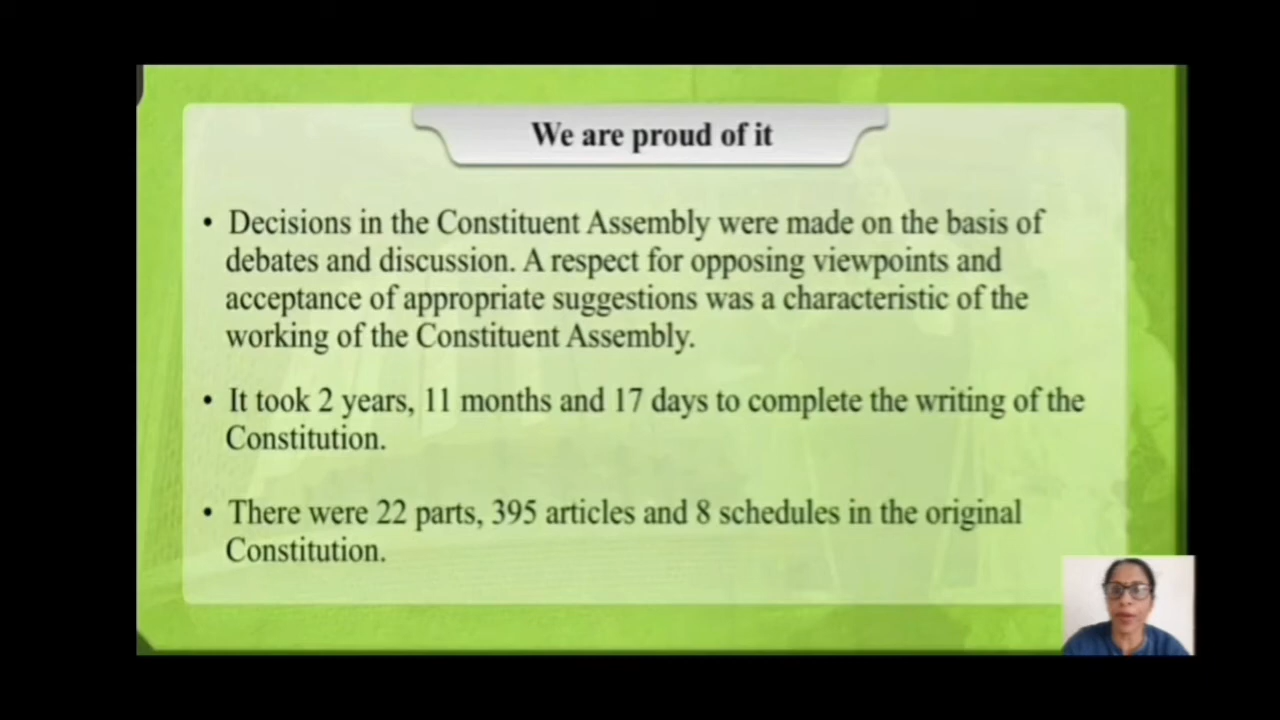 We are proud of it
• Decisions in the Constituent Assembly were made on the basis of
debates and discussion. A respect for opposing viewpoints and
acceptance of appropriate suggestions was a characteristic of the
working of the Constituent Assembly.
• It took 2 years, 11 months and 17 days to complete the writing of the
Constitution.
• There were 22 parts, 395 articles and 8 schedules in the original
Constitution.